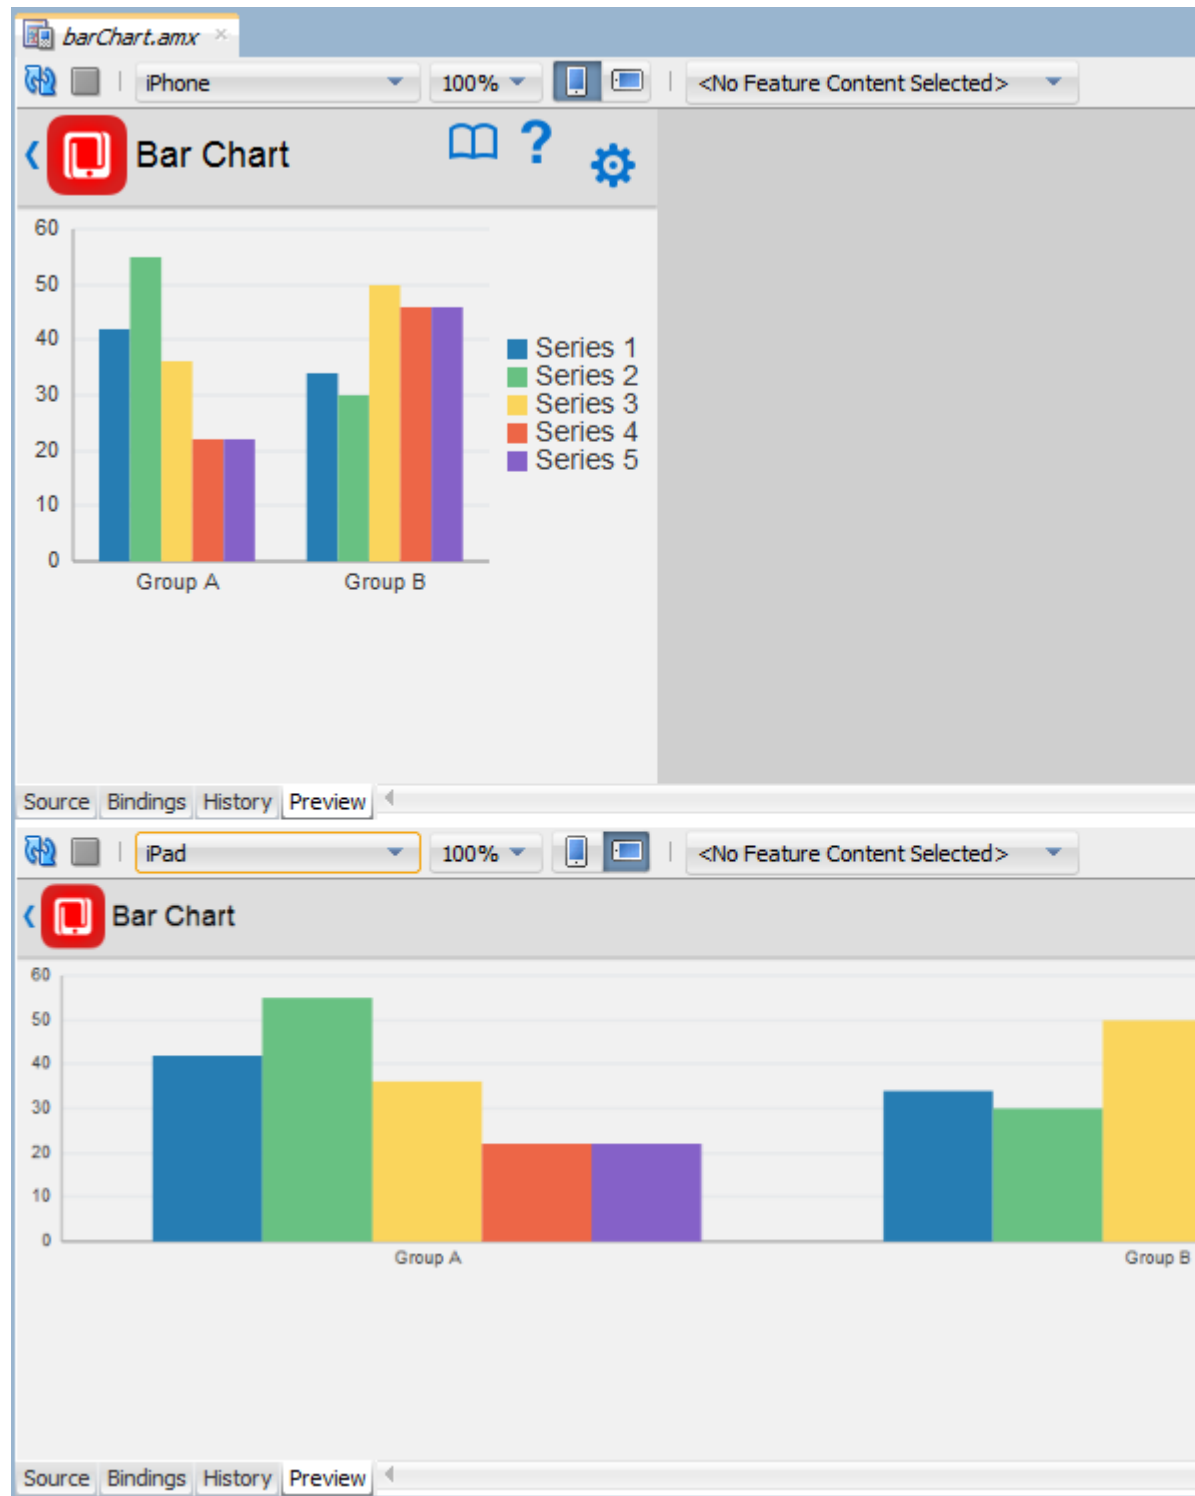 barChart.amx
iPhone 100% <No Feature Content Selected>
Bar Chart ?
60
50
40
30
20
10
0
Group A Group B
Series 1
Series 2
Series 3
Series 4
Series 5
Source Bindings History Preview
iPad 100% <No Feature Content Selected>
Bar Chart
60
50
40
30
20
10
0
Group A Group B
Source Bindings History Preview